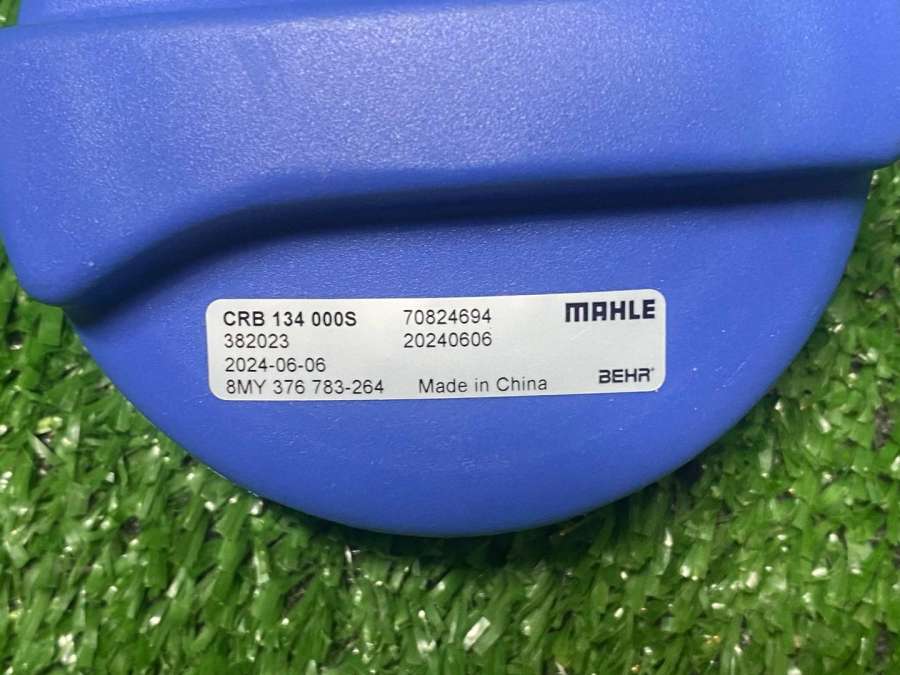 CRB 134 000S 70824694 MAHLE
382023 20240606
2024-06-06
8MY 376 783-264 Made in China BEHR®